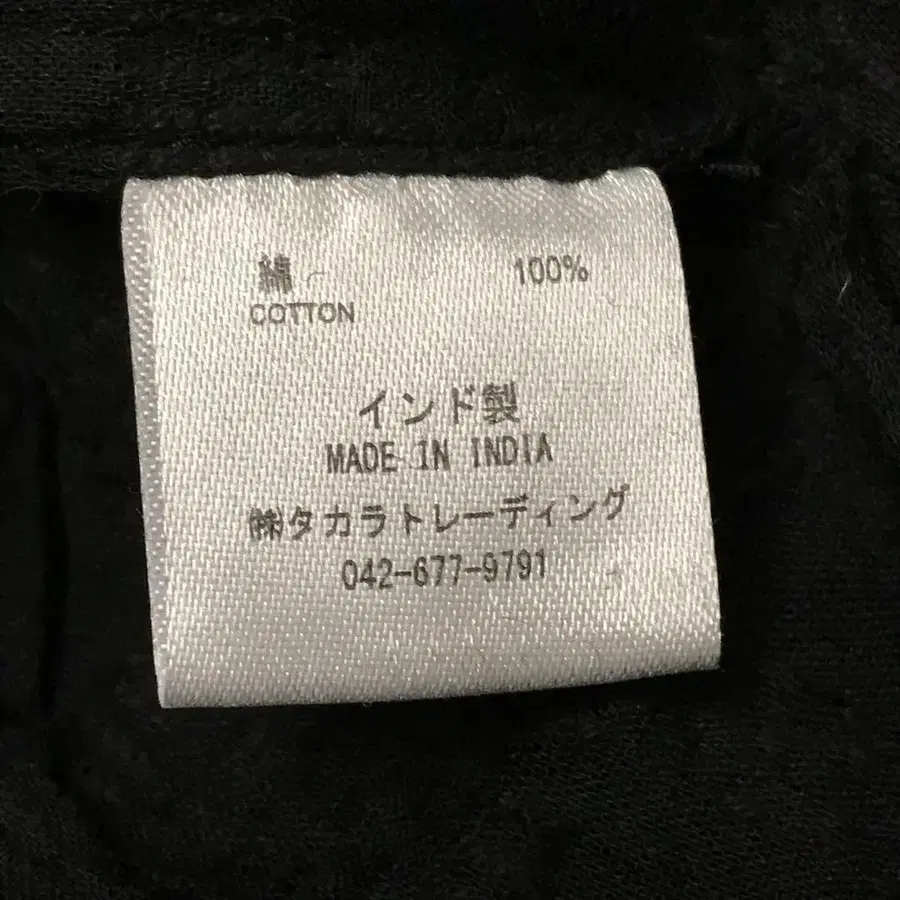 綿 100%
COTTON
インド製
MADE IN INDIA
㈱タカラトレーディング
042-677-9791